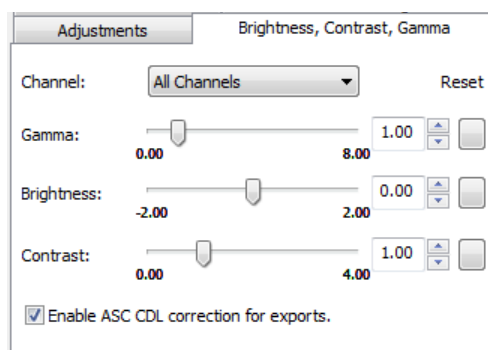 Adjustments
Brightness, Contrast, Gamma
Channel: All Channels Reset
Gamma: 1.00
0.00 8.00
Brightness: 0.00
-2.00 2.00
Contrast: 1.00
0.00 4.00
Enable ASC CDL correction for exports.